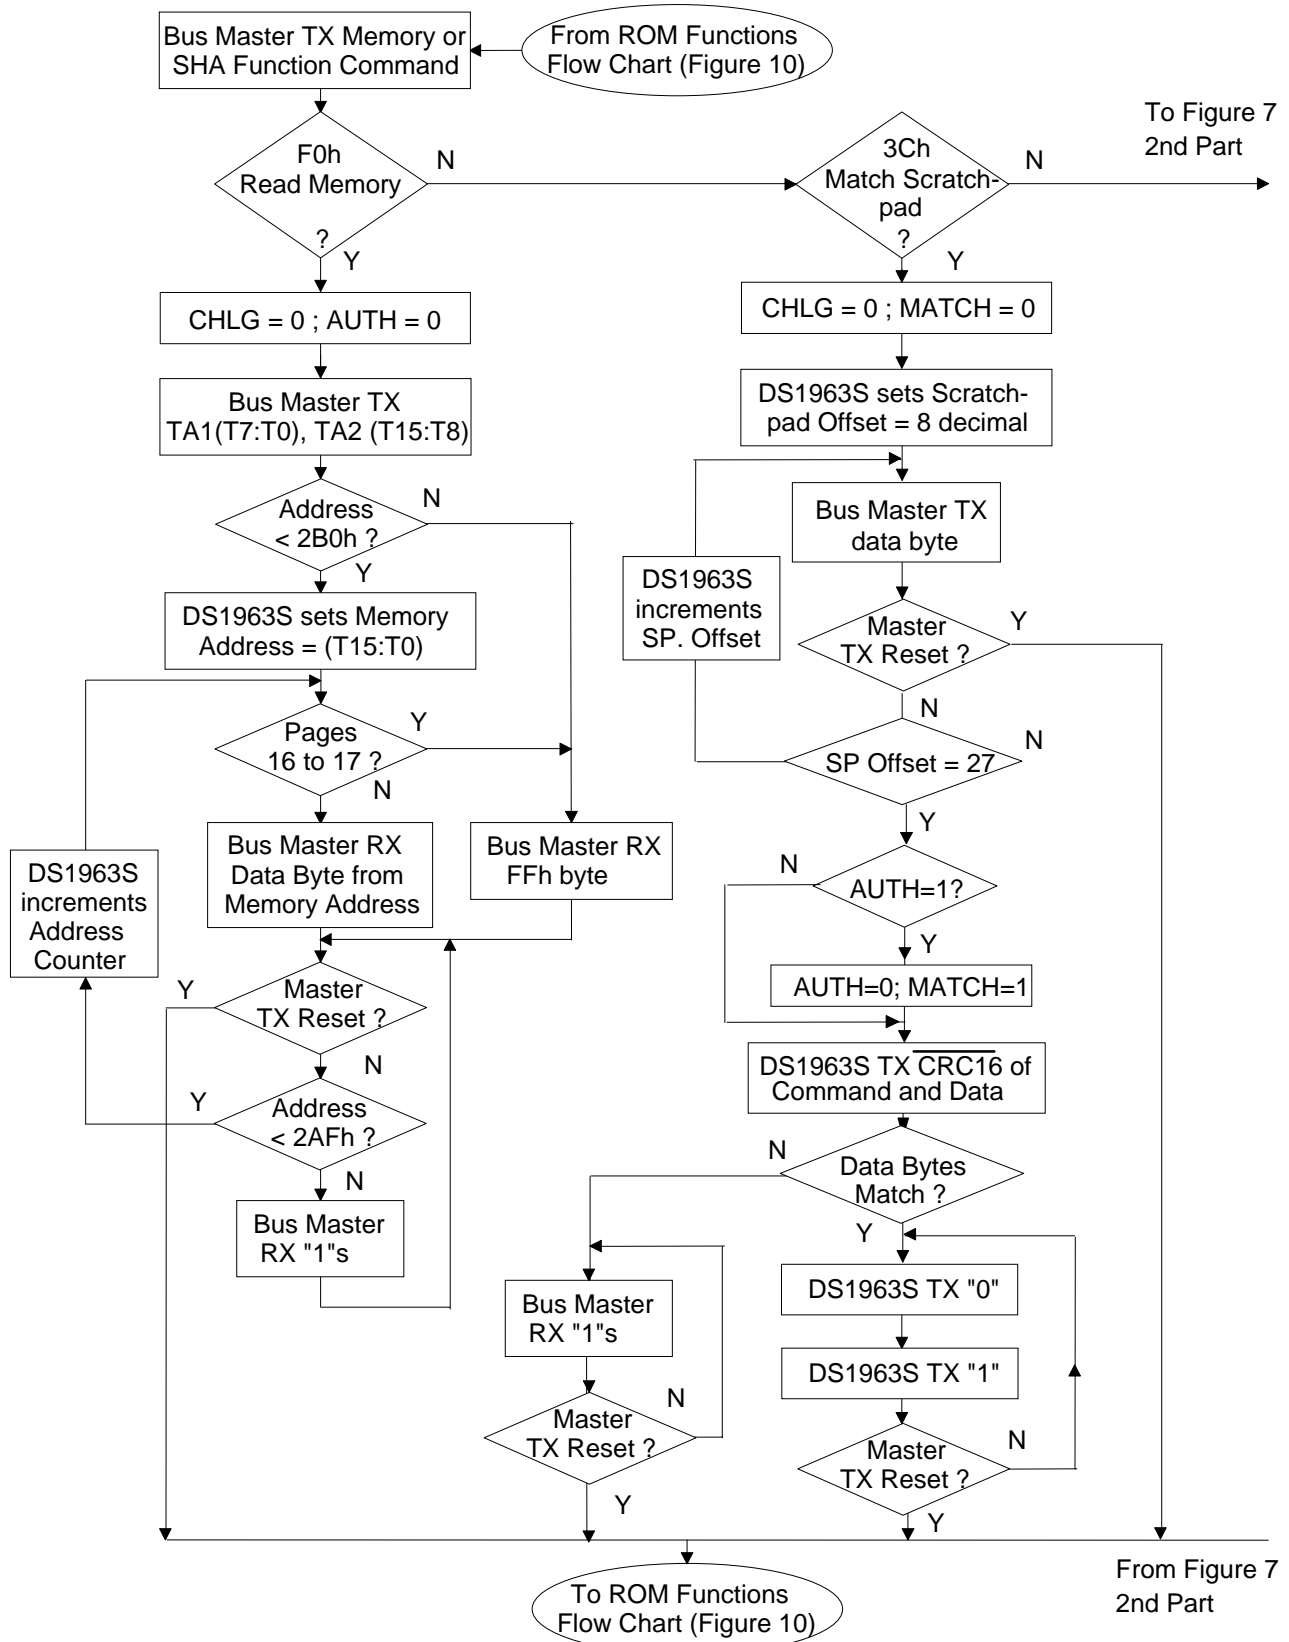 Bus Master TX Memory or
SHA Function Command
From ROM Functions
Flow Chart (Figure 10)
To Figure 7
2nd Part
F0h
Read Memory
?
N
Y
3Ch
Match Scratch-
pad
?
N
Y
CHLG = 0 ; AUTH = 0
CHLG = 0 ; MATCH = 0
Bus Master TX
TA1(T7:T0), TA2 (T15:T8)
DS1963S sets Scratch-
pad Offset = 8 decimal
Address
< 2B0h ?
N
Y
Bus Master TX
data byte
DS1963S
increments
SP. Offset
DS1963S sets Memory
Address = (T15:T0)
Master
TX Reset ?
Y
N
Pages
16 to 17 ?
Y
N
SP Offset = 27
N
Y
Bus Master RX
Data Byte from
Memory Address
Bus Master RX
FFh byte
DS1963S
increments
Address
Counter
AUTH=1?
N
Y
Master
TX Reset ?
Y
N
AUTH=0; MATCH=1
DS1963S TX CRC16 of
Command and Data
Address
< 2AFh ?
Y
N
Data Bytes
Match ?
N
Y
Bus Master
RX "1"s
Bus Master
RX "1"s
DS1963S TX "0"
DS1963S TX "1"
Master
TX Reset ?
N
Y
Master
TX Reset ?
N
Y
From Figure 7
2nd Part
To ROM Functions
Flow Chart (Figure 10)